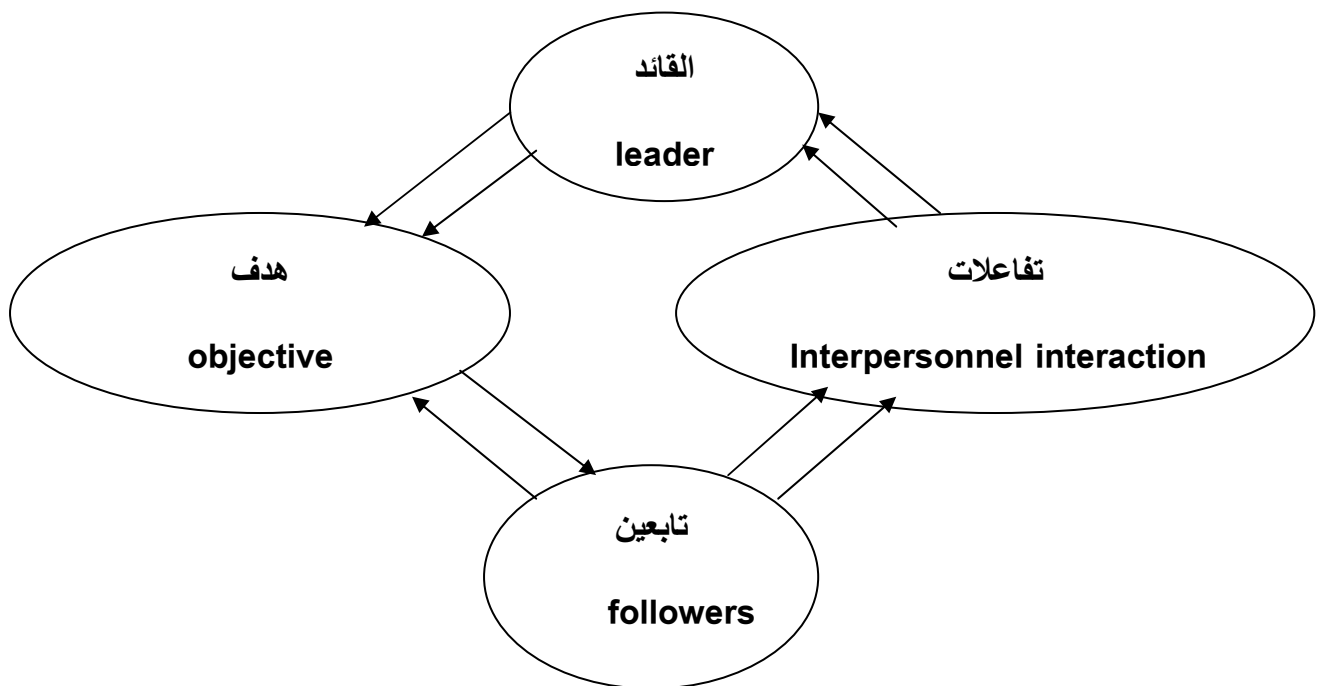 القائد
leader
هدف
objective
تفاعلات
Interpersonnel interaction
تابعين
followers